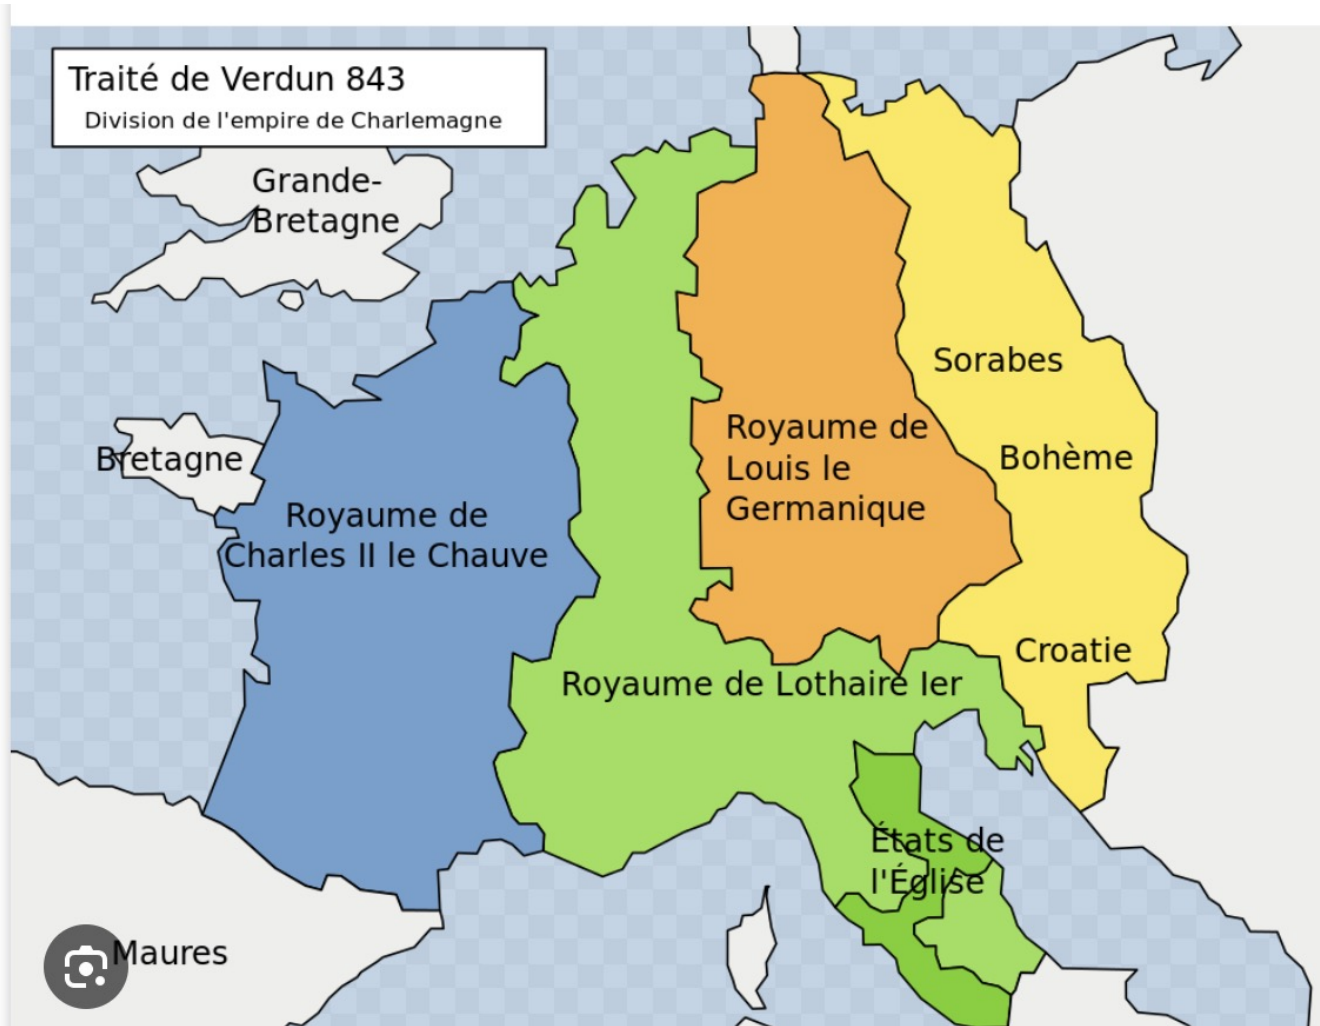 Traité de Verdun 843
Division de l'empire de Charlemagne
Grande-
Bretagne
Bretagne
Royaume de
Charles II le Chauve
Royaume de
Louis le
Germanique
Sorabes
Bohème
Croatie
Royaume de Lothaire Ier
États de
l'Église
Maures